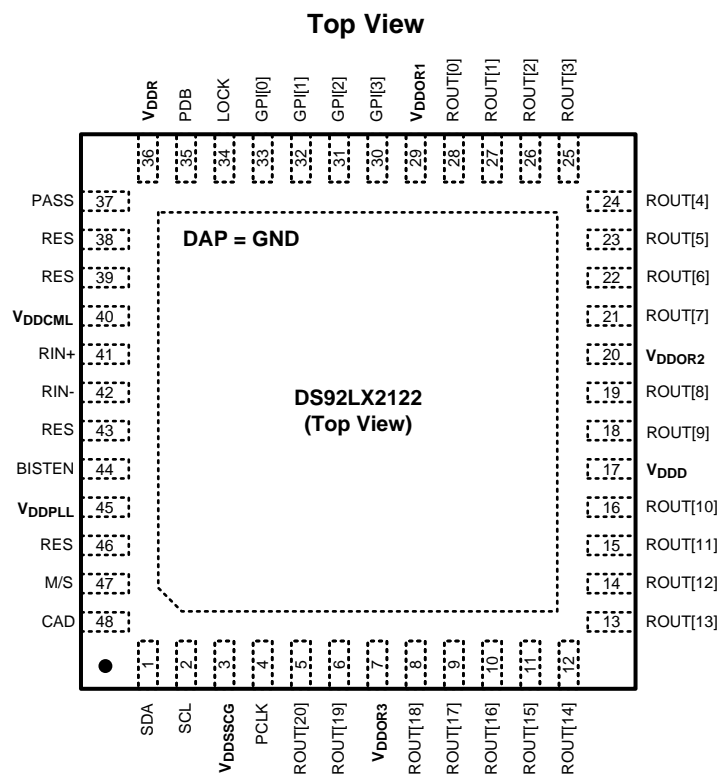 Top View
VDDR
PDB
LOCK
GPI[0]
GPI[1]
GPI[2]
GPI[3]
VDDOR1
ROUT[0]
ROUT[1]
ROUT[2]
ROUT[3]
36 35 34 33 32 31 30 29 28 27 26 25
PASS 37
RES 38
RES 39
VDDCML 40
RIN+ 41
RIN- 42
RES 43
BISTEN 44
VDDPLL 45
RES 46
M/S 47
CAD 48
DAP = GND
DS92LX2122
(Top View)
24 ROUT[4]
23 ROUT[5]
22 ROUT[6]
21 ROUT[7]
20 VDDOR2
19 ROUT[8]
18 ROUT[9]
17 VDDD
16 ROUT[10]
15 ROUT[11]
14 ROUT[12]
13 ROUT[13]
1 2 3 4 5 6 7 8 9 10 11 12
SDA
SCL
VDDSSCG
PCLK
ROUT[20]
ROUT[19]
VDDOR3
ROUT[18]
ROUT[17]
ROUT[16]
ROUT[15]
ROUT[14]